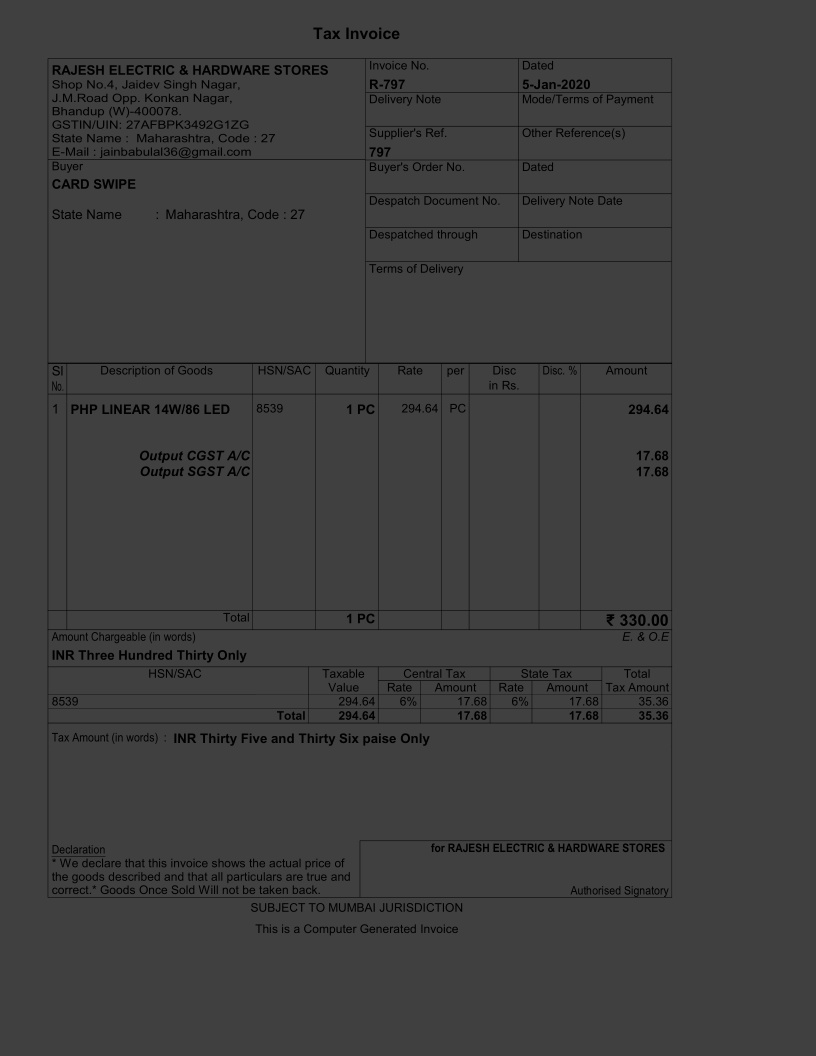 Tax Invoice
RAJESH ELECTRIC & HARDWARE STORES
Shop No.4, Jaidev Singh Nagar,
J.M.Road Opp. Konkan Nagar,
Bhandup (W)-400078.
GSTIN/UIN: 27AFBPK3492G1ZG
State Name : Maharashtra, Code : 27
E-Mail : jainbabulal36@gmail.com
Invoice No. Dated
R-797 5-Jan-2020
Delivery Note Mode/Terms of Payment
Supplier's Ref. Other Reference(s)
797
Buyer
CARD SWIPE
State Name : Maharashtra, Code : 27
Buyer's Order No. Dated
Despatch Document No. Delivery Note Date
Despatched through Destination
Terms of Delivery
Sl Description of Goods HSN/SAC Quantity Rate per Disc Disc. % Amount
No. in Rs.
1 PHP LINEAR 14W/86 LED 8539 1 PC 294.64 PC 294.64
Output CGST A/C 17.68
Output SGST A/C 17.68
Total 1 PC ₹ 330.00
Amount Chargeable (in words) E. & O.E
INR Three Hundred Thirty Only
HSN/SAC Taxable Central Tax State Tax Total
Value Rate Amount Rate Amount Tax Amount
8539 294.64 6% 17.68 6% 17.68 35.36
Total 294.64 17.68 17.68 35.36
Tax Amount (in words) : INR Thirty Five and Thirty Six paise Only
Declaration
* We declare that this invoice shows the actual price of
the goods described and that all particulars are true and
correct.* Goods Once Sold Will not be taken back.
for RAJESH ELECTRIC & HARDWARE STORES
Authorised Signatory
SUBJECT TO MUMBAI JURISDICTION
This is a Computer Generated Invoice